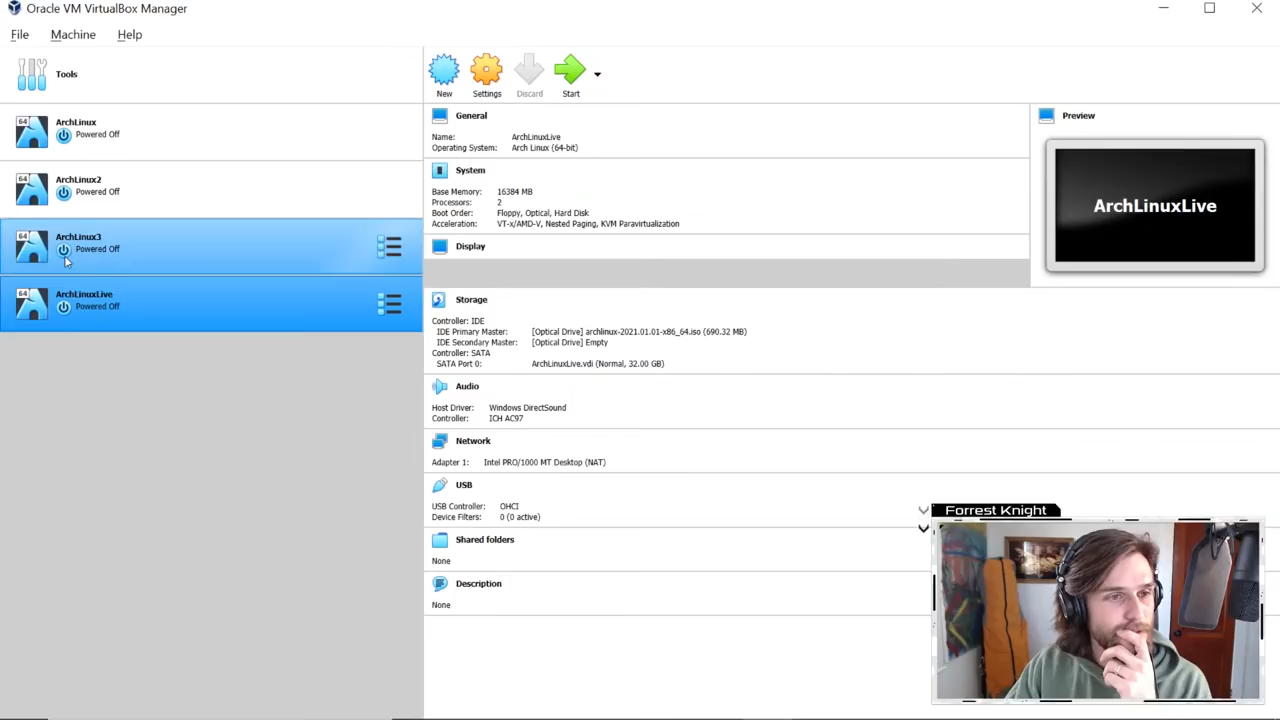 Oracle VM VirtualBox Manager
File Machine Help
Tools
64 ArchLinux
Powered Off
64 ArchLinux2
Powered Off
64 ArchLinux3
Powered Off
64 ArchLinuxLive
Powered Off
New Settings Discard Start
General
Name: ArchLinuxLive
Operating System: Arch Linux (64-bit)
System
Base Memory: 16384 MB
Processors: 2
Boot Order: Floppy, Optical, Hard Disk
Acceleration: VT-x/AMD-V, Nested Paging, KVM Paravirtualization
Display
Storage
Controller: IDE
IDE Primary Master: [Optical Drive] archlinux-2021.01.01-x86_64.iso (690.32 MB)
IDE Secondary Master: [Optical Drive] Empty
Controller: SATA
SATA Port 0: ArchLinuxLive.vdi (Normal, 32.00 GB)
Audio
Host Driver: Windows DirectSound
Controller: ICH AC97
Network
Adapter 1: Intel PRO/1000 MT Desktop (NAT)
USB
USB Controller: OHCI
Device Filters: 0 (0 active)
Shared folders
None
Description
None
Preview
ArchLinuxLive
Forrest Knight